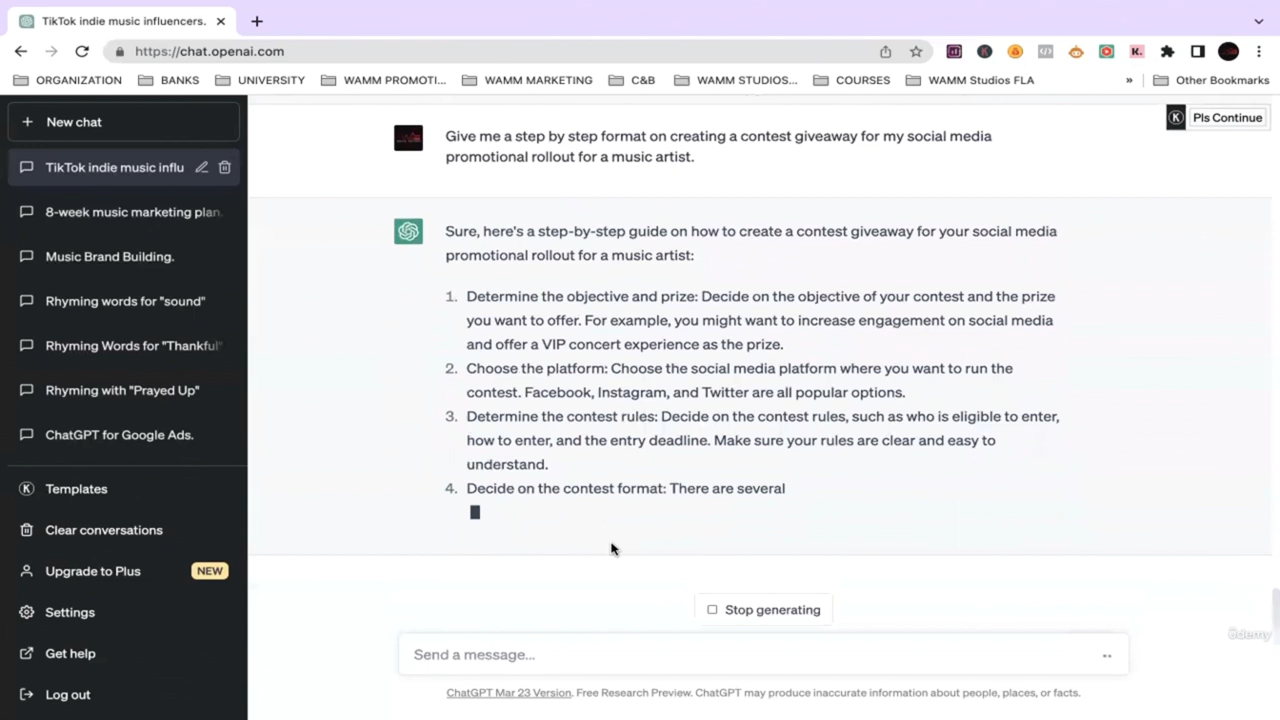 TikTok indie music influencers.
https://chat.openai.com
ORGANIZATION
BANKS
UNIVERSITY
WAMM PROMOTI...
WAMM MARKETING
C&B
WAMM STUDIOS...
COURSES
WAMM Studios FLA
»
Other Bookmarks
New chat
TikTok indie music influ
8-week music marketing plan.
Music Brand Building.
Rhyming words for "sound"
Rhyming Words for "Thankful"
Rhyming with "Prayed Up"
ChatGPT for Google Ads.
K Templates
Clear conversations
Upgrade to Plus NEW
Settings
Get help
Log out
K Pls Continue
Give me a step by step format on creating a contest giveaway for my social media
promotional rollout for a music artist.
Sure, here's a step-by-step guide on how to create a contest giveaway for your social media
promotional rollout for a music artist:
1. Determine the objective and prize: Decide on the objective of your contest and the prize
you want to offer. For example, you might want to increase engagement on social media
and offer a VIP concert experience as the prize.
2. Choose the platform: Choose the social media platform where you want to run the
contest. Facebook, Instagram, and Twitter are all popular options.
3. Determine the contest rules: Decide on the contest rules, such as who is eligible to enter,
how to enter, and the entry deadline. Make sure your rules are clear and easy to
understand.
4. Decide on the contest format: There are several
Stop generating
Send a message...
ChatGPT Mar 23 Version. Free Research Preview. ChatGPT may produce inaccurate information about people, places, or facts.
ûdemy